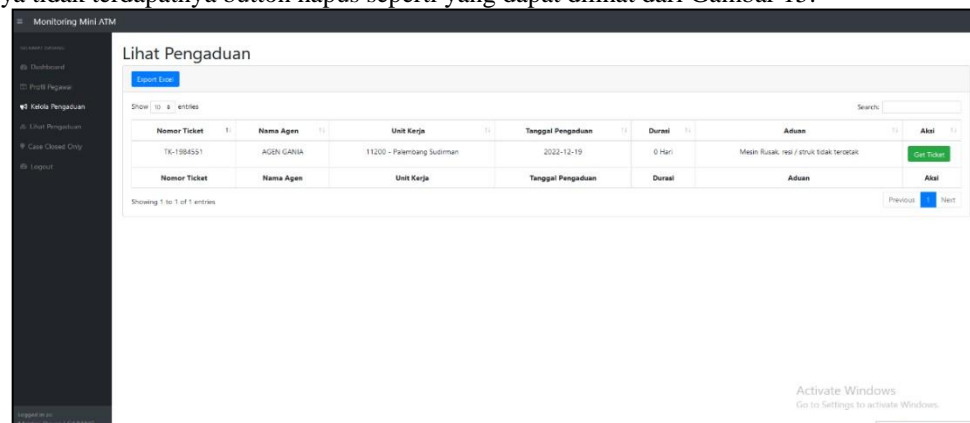 ya tidak terdapatnya button hapus seperti yang dapat dilihat dari Gambar 15.
Monitoring Mini ATM
Dashboard
Profil Pegawai
Kelola Pengaduan
Lihat Pengaduan
Case Closed Only
Logout
Lihat Pengaduan
Export Excel
Show 10 entries
Search:
Nomor Ticket Nama Agen Unit Kerja Tanggal Pengaduan Durasi Aduan Aksi
TK-1984551 AGEN GANIA 11200 - Palembang Sudirman 2022-12-19 0 Hari Mesin Rusak, resi / struk tidak tercetak Get Ticket
Nomor Ticket Nama Agen Unit Kerja Tanggal Pengaduan Durasi Aduan Aksi
Showing 1 to 1 of 1 entries
Previous 1 Next
Activate Windows
Go to Settings to activate Windows.
Logged in as: